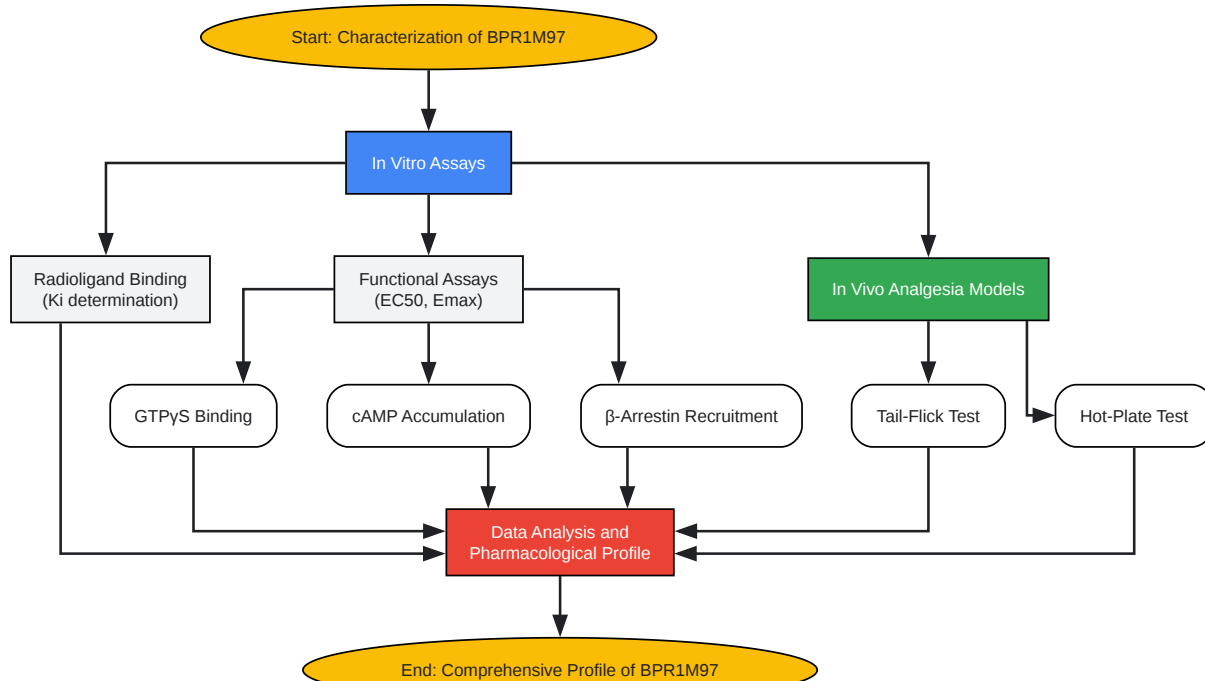 Start: Characterization of BPR1M97
In Vitro Assays
Radioligand Binding
(Ki determination)
Functional Assays
(EC50, Emax)
In Vivo Analgesia Models
GTPγS Binding
cAMP Accumulation
β-Arrestin Recruitment
Tail-Flick Test
Hot-Plate Test
Data Analysis and
Pharmacological Profile
End: Comprehensive Profile of BPR1M97